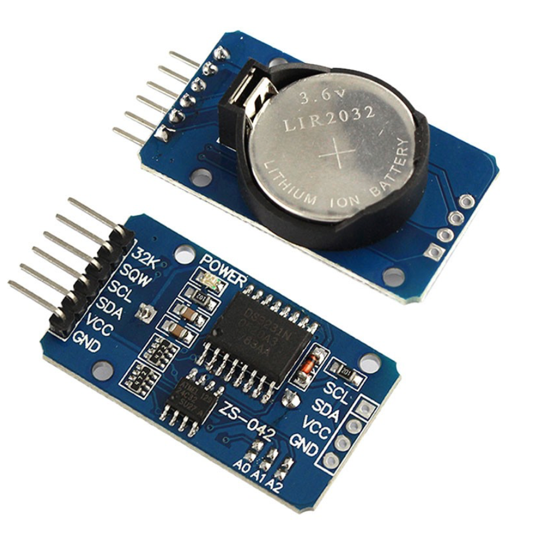 3.6v
LIR2032
+
LITHIUM ION BATTERY
32K
SQW
SCL
SDA
VCC
GND
POWER
DS3231N
ZS-042
A0 A1 A2
SCL
SDA
VCC
GND